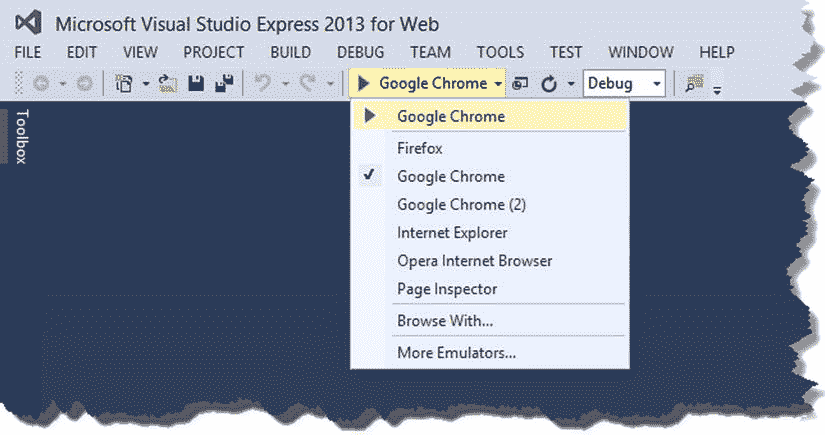 Microsoft Visual Studio Express 2013 for Web
FILE EDIT VIEW PROJECT BUILD DEBUG TEAM TOOLS TEST WINDOW HELP
Google Chrome Debug
Toolbox
Google Chrome
Firefox
Google Chrome
Google Chrome (2)
Internet Explorer
Opera Internet Browser
Page Inspector
Browse With...
More Emulators...